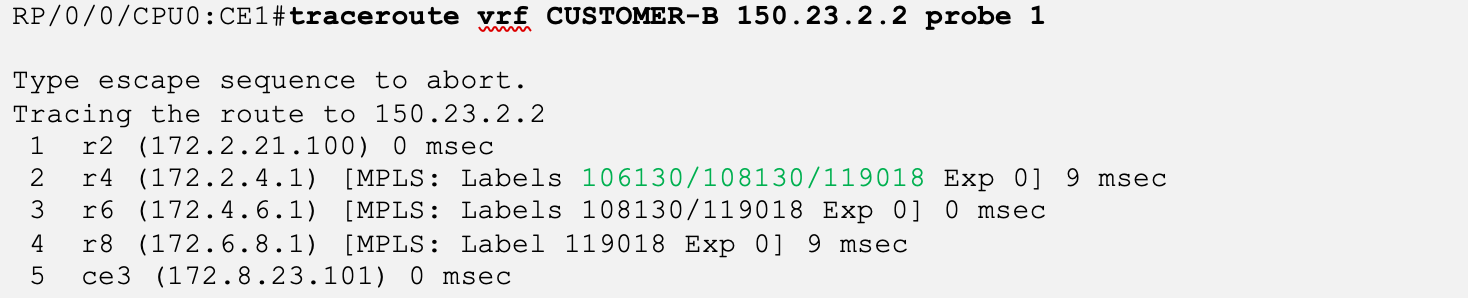 RP/0/0/CPU0:CE1#traceroute vrf CUSTOMER-B 150.23.2.2 probe 1
Type escape sequence to abort.
Tracing the route to 150.23.2.2
1 r2 (172.2.21.100) 0 msec
2 r4 (172.2.4.1) [MPLS: Labels 106130/108130/119018 Exp 0] 9 msec
3 r6 (172.4.6.1) [MPLS: Labels 108130/119018 Exp 0] 0 msec
4 r8 (172.6.8.1) [MPLS: Label 119018 Exp 0] 9 msec
5 ce3 (172.8.23.101) 0 msec